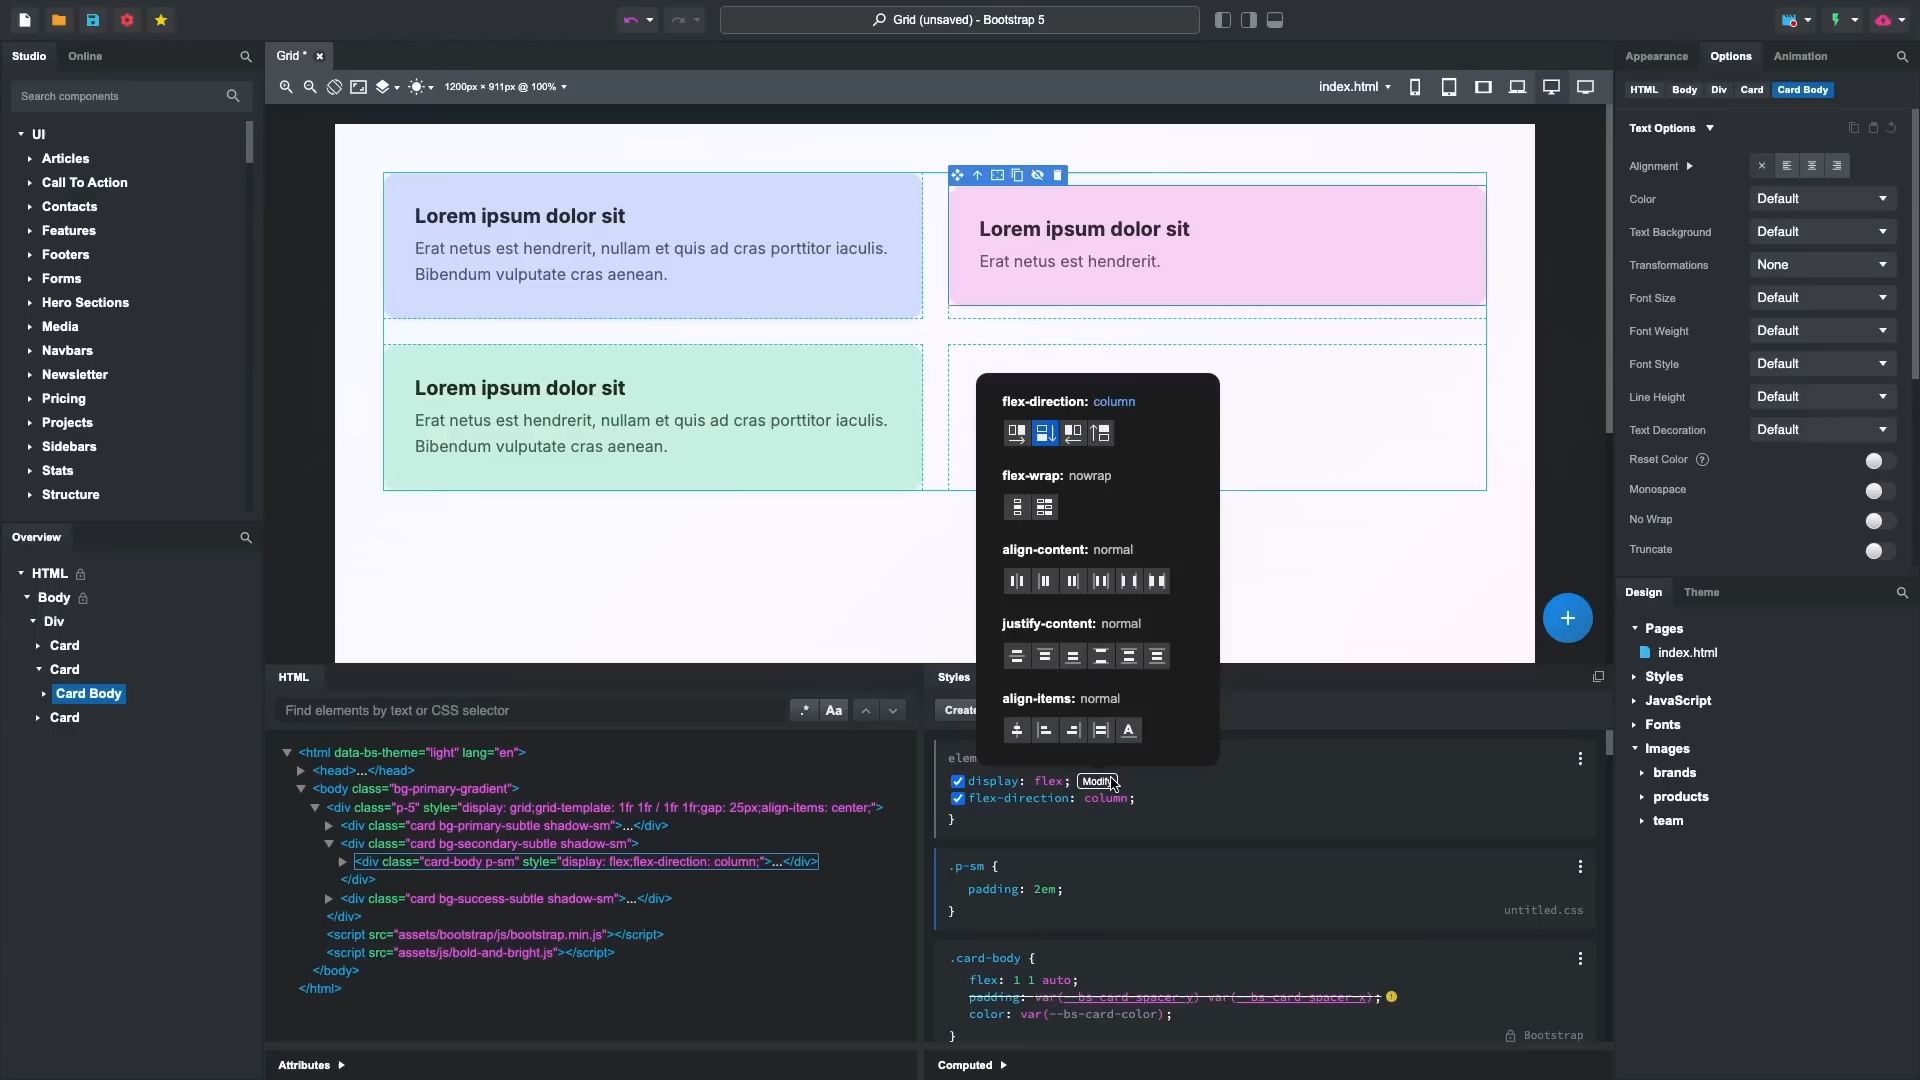 Grid (unsaved) - Bootstrap 5
Studio
Online
Search components
UI
Articles
Call To Action
Contacts
Features
Footers
Forms
Hero Sections
Media
Navbars
Newsletter
Pricing
Projects
Sidebars
Stats
Structure
Overview
HTML
Body
Div
Card
Card
Card Body
Card
Grid *
1200px × 911px @ 100%
index.html
Lorem ipsum dolor sit
Erat netus est hendrerit, nullam et quis ad cras porttitor iaculis.
Bibendum vulputate cras aenean.
Lorem ipsum dolor sit
Erat netus est hendrerit.
Lorem ipsum dolor sit
Erat netus est hendrerit, nullam et quis ad cras porttitor iaculis.
Bibendum vulputate cras aenean.
flex-direction: column
flex-wrap: nowrap
align-content: normal
justify-content: normal
align-items: normal
A
HTML
Find elements by text or CSS selector
.*
Aa
<html data-bs-theme="light" lang="en">
<head>...</head>
<body class="bg-primary-gradient">
<div class="p-5" style="display: grid;grid-template: 1fr 1fr / 1fr 1fr;gap: 25px;align-items: center;">
<div class="card bg-primary-subtle shadow-sm">...</div>
<div class="card bg-secondary-subtle shadow-sm">
<div class="card-body p-sm" style="display: flex;flex-direction: column;">...</div>
</div>
<div class="card bg-success-subtle shadow-sm">...</div>
</div>
<script src="assets/bootstrap/js/bootstrap.min.js"></script>
<script src="assets/js/bold-and-bright.js"></script>
</body>
</html>
Attributes
Styles
display: flex;
flex-direction: column;
}
.p-sm {
padding: 2em;
}
untitled.css
.card-body {
flex: 1 1 auto;
padding: var(--bs-card-spacer-y) var(--bs-card-spacer-x);
color: var(--bs-card-color);
}
Bootstrap
Computed
Appearance
Options
Animation
HTML
Body
Div
Card
Card Body
Text Options
Alignment
Color
Default
Text Background
Default
Transformations
None
Font Size
Default
Font Weight
Default
Font Style
Default
Line Height
Default
Text Decoration
Default
Reset Color
Monospace
No Wrap
Truncate
Design
Theme
Pages
index.html
Styles
JavaScript
Fonts
Images
brands
products
team